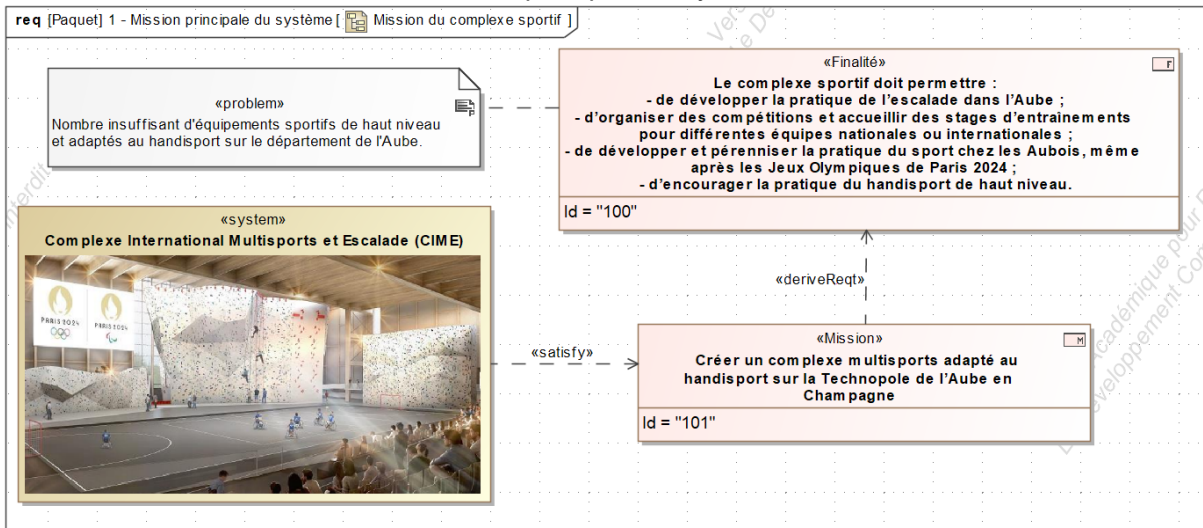 req [Paquet] 1 - Mission principale du système [ Mission du complexe sportif ]
«problem»
Nombre insuffisant d'équipements sportifs de haut niveau
et adaptés au handisport sur le département de l'Aube.
«Finalité»
r
Le complexe sportif doit permettre :
- de développer la pratique de l'escalade dans l'Aube ;
- d'organiser des compétitions et accueillir des stages d'entraînements
pour différentes équipes nationales ou internationales ;
- de développer et pérenniser la pratique du sport chez les Aubois, même
après les Jeux Olympiques de Paris 2024 ;
- d'encourager la pratique du handisport de haut niveau.
Id = "100"
«system»
Complexe International Multisports et Escalade (CIME)
PARIS 2024
PARIS 2024
«deriveReqt»
«satisfy»
«Mission»
M
Créer un complexe multisports adapté au
handisport sur la Technopole de l'Aube en
Champagne
Id = "101"